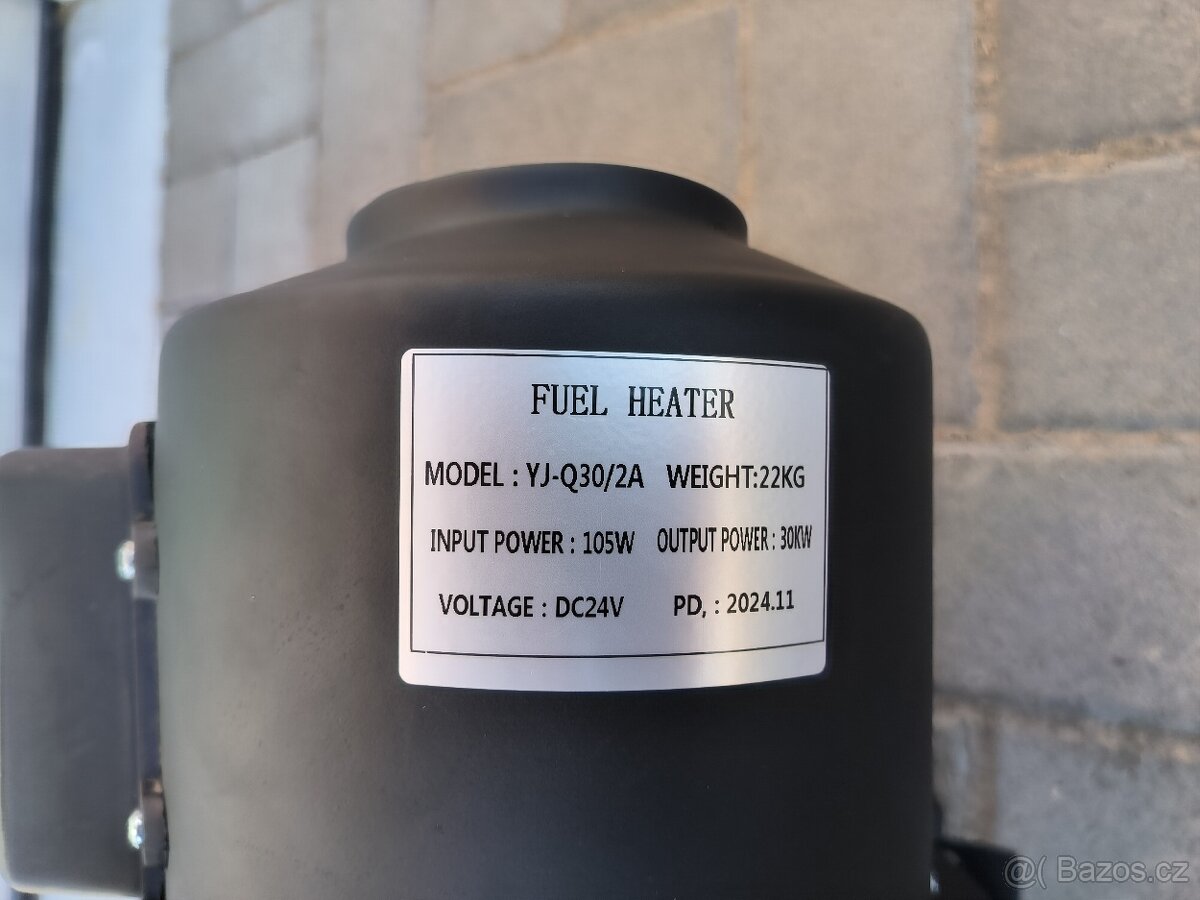 FUEL HEATER
MODEL : YJ-Q30/2A WEIGHT:22KG
INPUT POWER : 105W OUTPUT POWER : 30KW
VOLTAGE : DC24V PD, : 2024.11
@( Bazos.cz